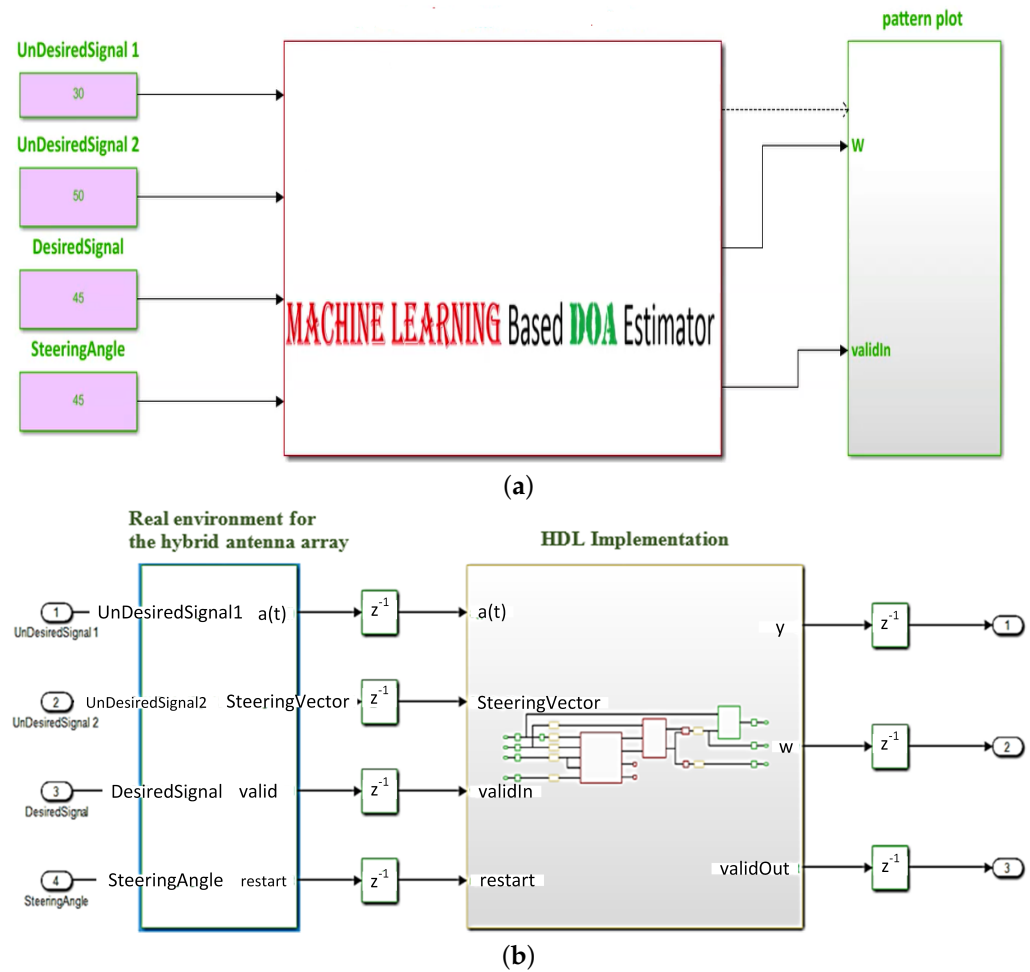 pattern plot
UnDesiredSignal 1
30
UnDesiredSignal 2
50
W
DesiredSignal
45
MACHINE LEARNING Based DOA Estimator
SteeringAngle
validIn
45
(a)
Real environment for
the hybrid antenna array
HDL Implementation
1
UnDesiredSignal 1
UnDesiredSignal1
a(t)
z-1
a(t)
y
z-1
1
2
UnDesiredSignal 2
UnDesiredSignal2
SteeringVector
z-1
SteeringVector
w
z-1
2
3
DesiredSignal
DesiredSignal
valid
z-1
validIn
4
SteeringAngle
SteeringAngle
restart
z-1
restart
validOut
z-1
3
(b)